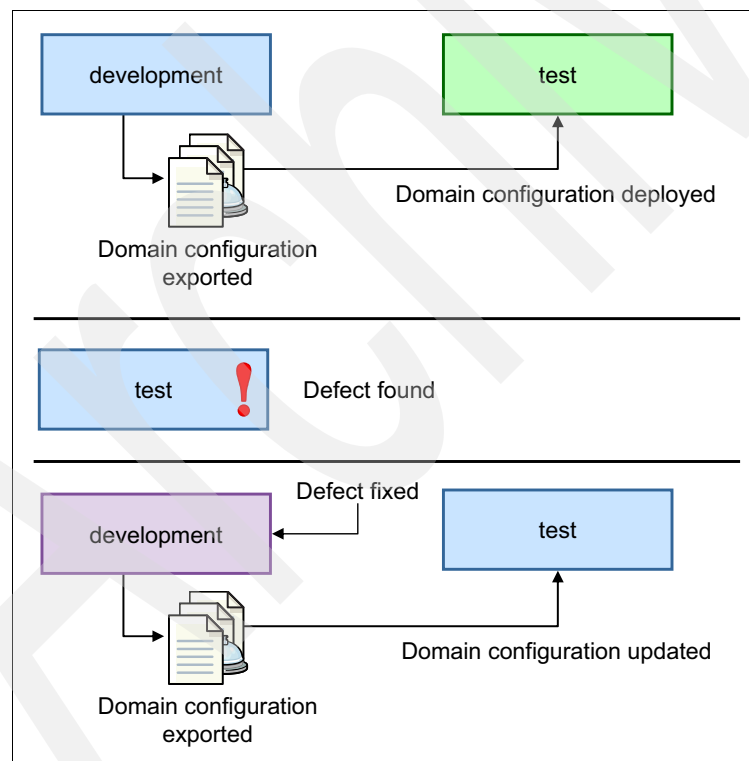 development
test
Domain configuration deployed
Domain configuration
exported
test
Defect found
Defect fixed
development
test
Domain configuration updated
Domain configuration
exported